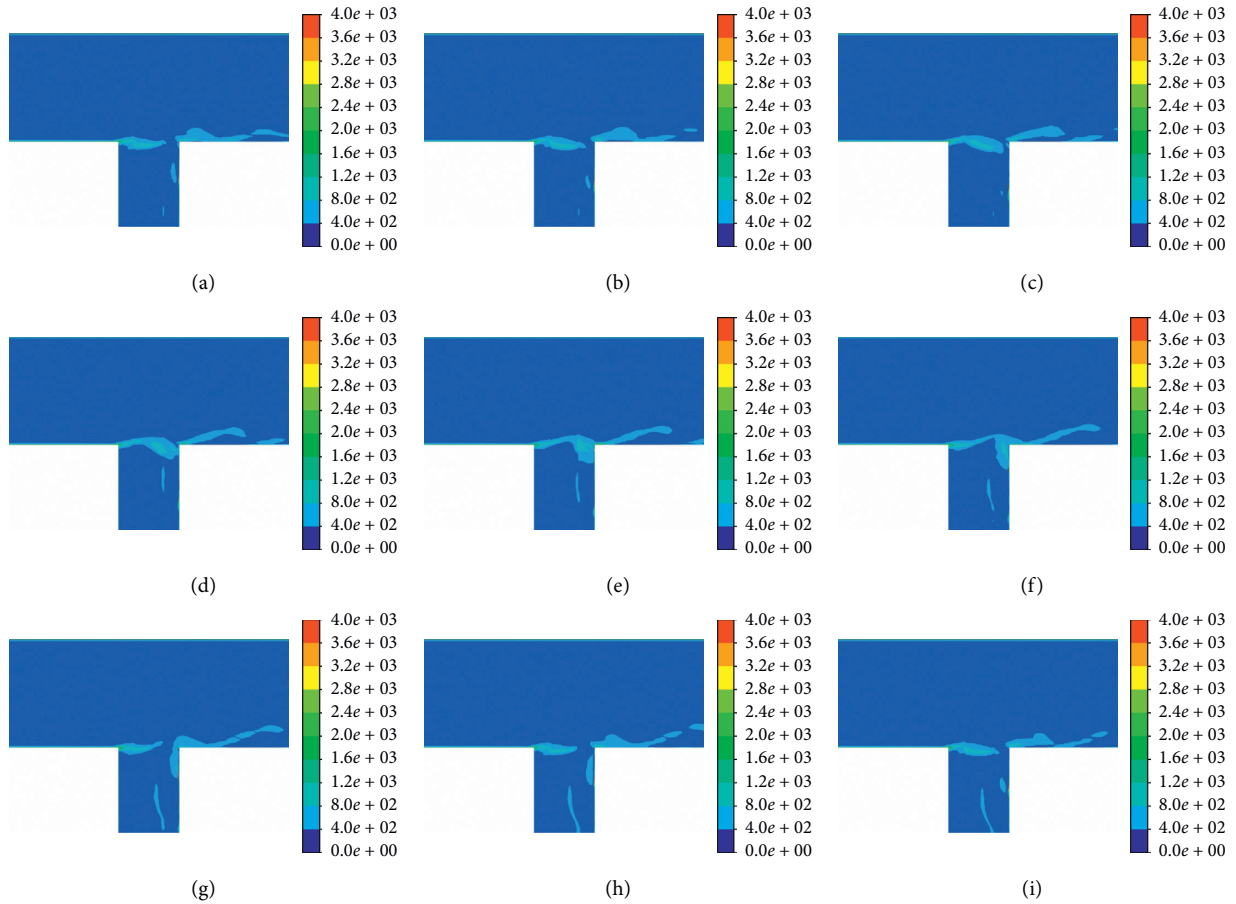 4.0e + 03
3.6e + 03
3.2e + 03
2.8e + 03
2.4e + 03
2.0e + 03
1.6e + 03
1.2e + 03
8.0e + 02
4.0e + 02
0.0e + 00
(a)
4.0e + 03
3.6e + 03
3.2e + 03
2.8e + 03
2.4e + 03
2.0e + 03
1.6e + 03
1.2e + 03
8.0e + 02
4.0e + 02
0.0e + 00
(b)
4.0e + 03
3.6e + 03
3.2e + 03
2.8e + 03
2.4e + 03
2.0e + 03
1.6e + 03
1.2e + 03
8.0e + 02
4.0e + 02
0.0e + 00
(c)
4.0e + 03
3.6e + 03
3.2e + 03
2.8e + 03
2.4e + 03
2.0e + 03
1.6e + 03
1.2e + 03
8.0e + 02
4.0e + 02
0.0e + 00
(d)
4.0e + 03
3.6e + 03
3.2e + 03
2.8e + 03
2.4e + 03
2.0e + 03
1.6e + 03
1.2e + 03
8.0e + 02
4.0e + 02
0.0e + 00
(e)
4.0e + 03
3.6e + 03
3.2e + 03
2.8e + 03
2.4e + 03
2.0e + 03
1.6e + 03
1.2e + 03
8.0e + 02
4.0e + 02
0.0e + 00
(f)
4.0e + 03
3.6e + 03
3.2e + 03
2.8e + 03
2.4e + 03
2.0e + 03
1.6e + 03
1.2e + 03
8.0e + 02
4.0e + 02
0.0e + 00
(g)
4.0e + 03
3.6e + 03
3.2e + 03
2.8e + 03
2.4e + 03
2.0e + 03
1.6e + 03
1.2e + 03
8.0e + 02
4.0e + 02
0.0e + 00
(h)
4.0e + 03
3.6e + 03
3.2e + 03
2.8e + 03
2.4e + 03
2.0e + 03
1.6e + 03
1.2e + 03
8.0e + 02
4.0e + 02
0.0e + 00
(i)